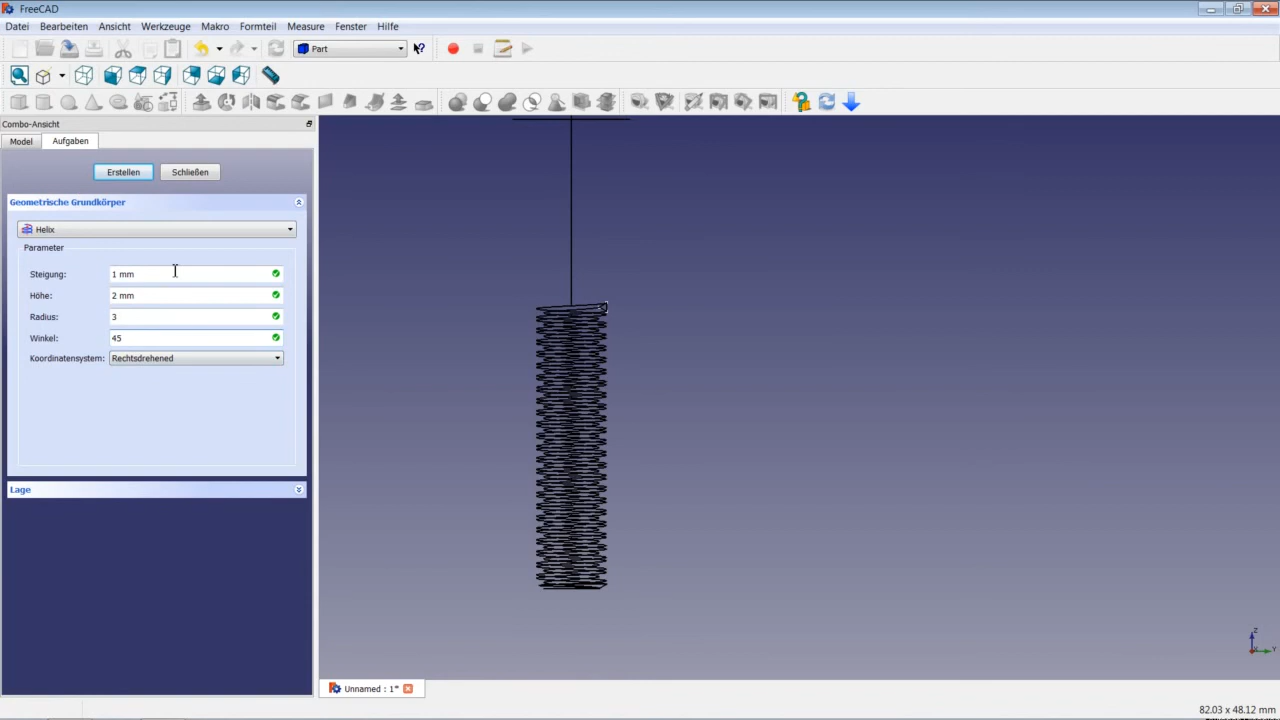 FreeCAD
Datei Bearbeiten Ansicht Werkzeuge Makro Formteil Measure Fenster Hilfe
Part
Combo-Ansicht
Model Aufgaben
Erstellen Schließen
Geometrische Grundkörper
Helix
Parameter
Steigung: 1 mm
Höhe: 2 mm
Radius: 3
Winkel: 45
Koordinatensystem: Rechtsdrehened
Lage
Z
Y
Unnamed : 1*
82.03 x 48.12 mm